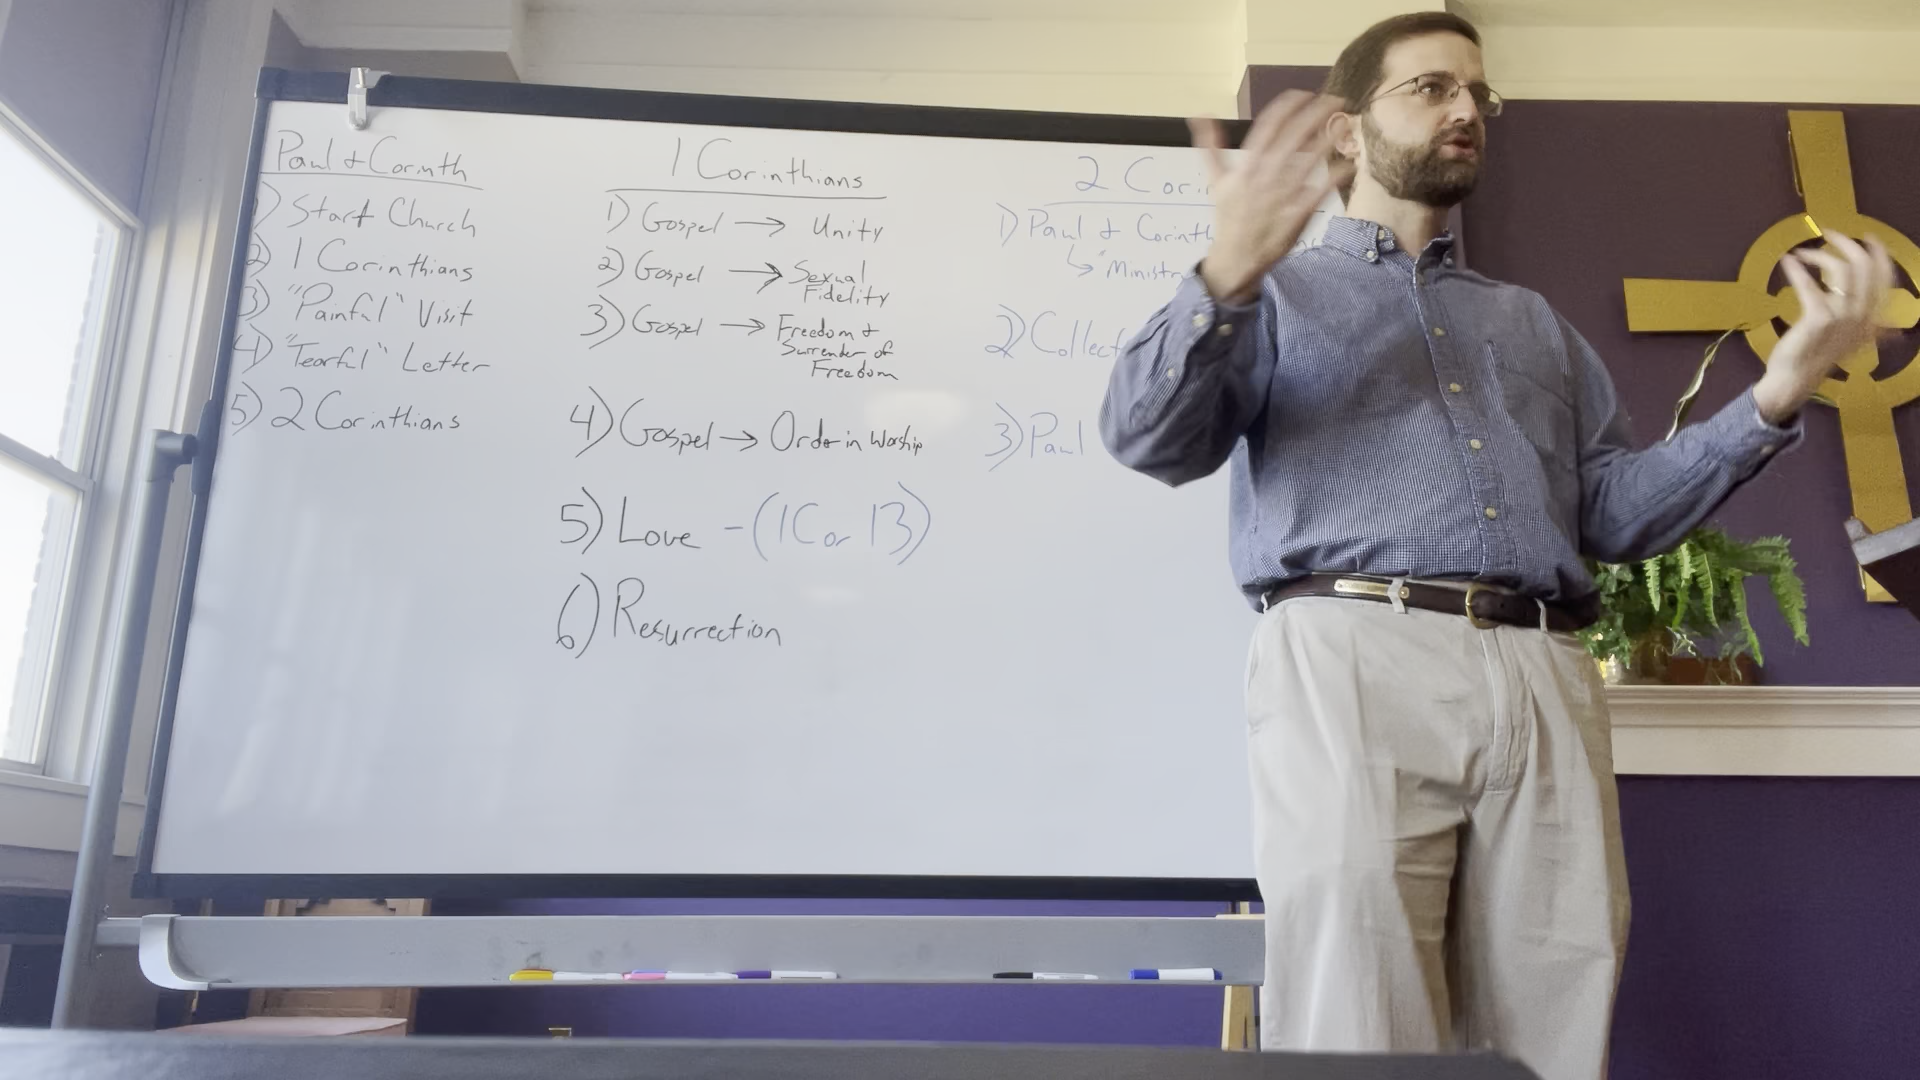 Paul & Corinth
1) Start Church
2) 1 Corinthians
3) "Painful" Visit
4) "Tearful" Letter
5) 2 Corinthians
1 Corinthians
1) Gospel → Unity
2) Gospel → Sexual
Fidelity
3) Gospel → Freedom &
Surrender of
Freedom
4) Gospel → Order in Worship
5) Love - (1 Cor 13)
6) Resurrection
2 Cori
1) Paul & Corinth
↳ "Ministr
2) Collect
3) Paul